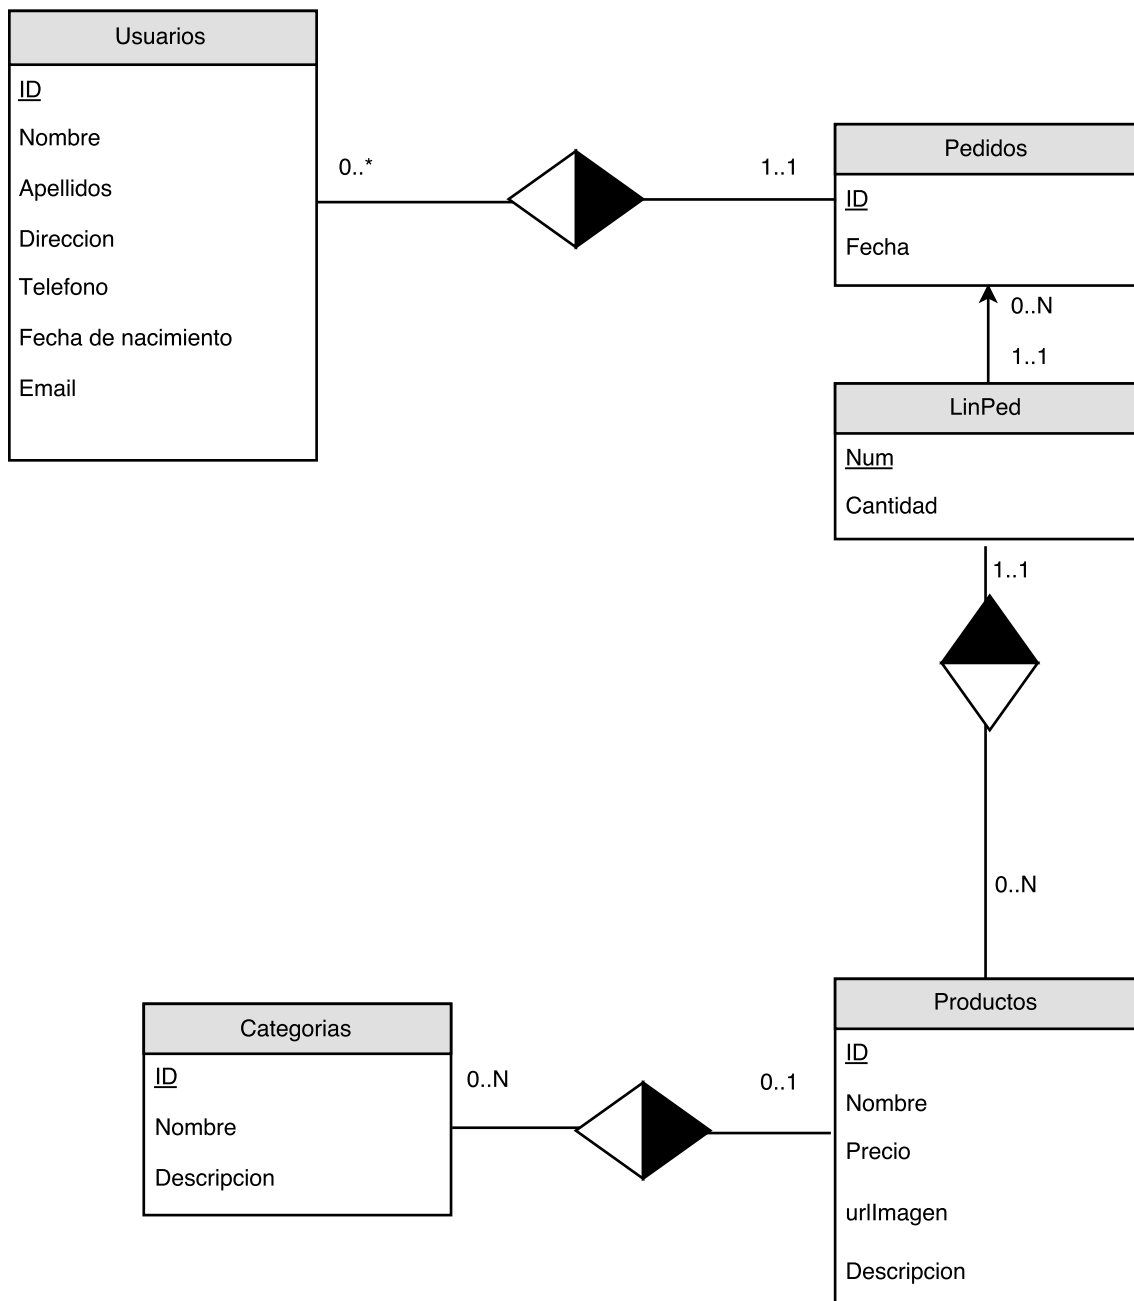 Usuarios
ID
Nombre
Apellidos
Direccion
Telefono
Fecha de nacimiento
Email
0..*
1..1
Pedidos
ID
Fecha
0..N
1..1
LinPed
Num
Cantidad
1..1
0..N
Categorias
ID
Nombre
Descripcion
0..N
0..1
Productos
ID
Nombre
Precio
urlImagen
Descripcion